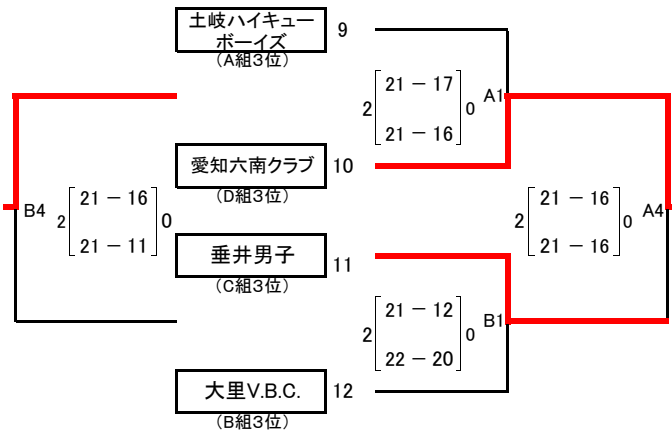 土岐ハイキュー
ボーイズ
9
(A組3位)
2
21 － 17
21 － 16
0
A1
愛知六南クラブ
10
(D組3位)
B4
2
21 － 16
21 － 11
0
2
21 － 16
21 － 16
0
A4
垂井男子
11
(C組3位)
2
21 － 12
22 － 20
0
B1
大里V.B.C.
12
(B組3位)